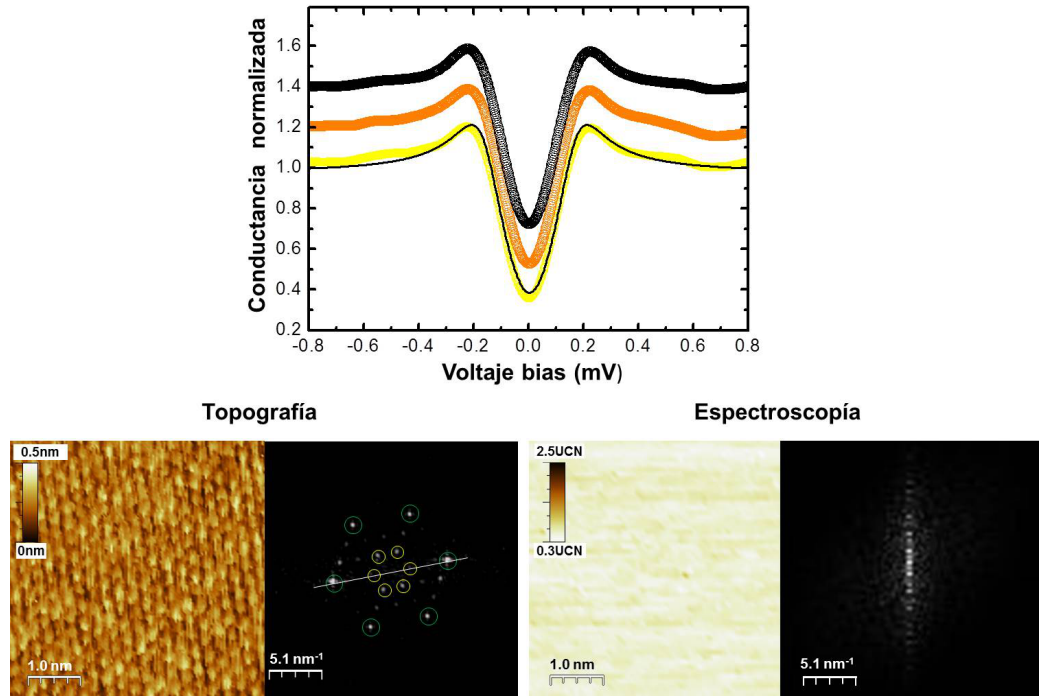 Conductancia normalizada
1.6
1.4
1.2
1.0
0.8
0.6
0.4
0.2
-0.8 -0.6 -0.4 -0.2 0.0 0.2 0.4 0.6 0.8
Voltaje bias (mV)
Topografía
Espectroscopía
0.5nm
0nm
1.0 nm
5.1 nm⁻¹
2.5UCN
0.3UCN
1.0 nm
5.1 nm⁻¹